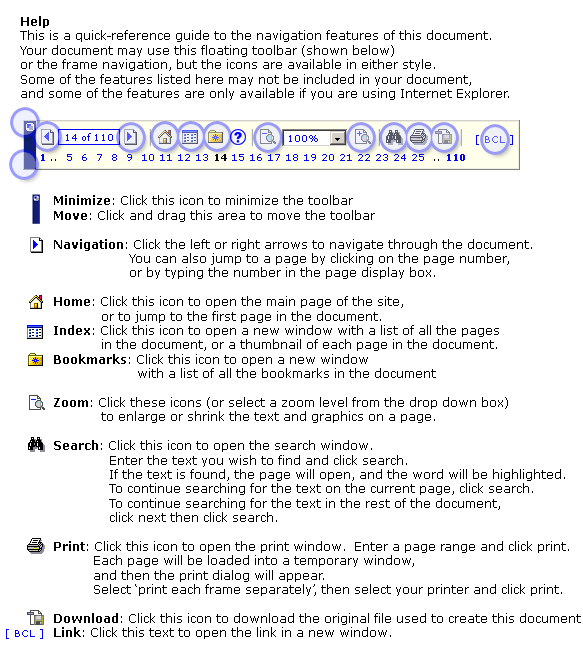 Help
This is a quick-reference guide to the navigation features of this document.
Your document may use this floating toolbar (shown below)
or the frame navigation, but the icons are available in either style.
Some of the features listed here may not be included in your document,
and some of the features are only available if you are using Internet Explorer.
14 of 110 ? 100% [ BCL ]
1 .. 5 6 7 8 9 10 11 12 13 14 15 16 17 18 19 20 21 22 23 24 25 .. 110
Minimize: Click this icon to minimize the toolbar
Move: Click and drag this area to move the toolbar
Navigation: Click the left or right arrows to navigate through the document.
You can also jump to a page by clicking on the page number,
or by typing the number in the page display box.
Home: Click this icon to open the main page of the site,
or to jump to the first page in the document.
Index: Click this icon to open a new window with a list of all the pages
in the document, or a thumbnail of each page in the document.
Bookmarks: Click this icon to open a new window
with a list of all the bookmarks in the document
Zoom: Click these icons (or select a zoom level from the drop down box)
to enlarge or shrink the text and graphics on a page.
Search: Click this icon to open the search window.
Enter the text you wish to find and click search.
If the text is found, the page will open, and the word will be highlighted.
To continue searching for the text on the current page, click search.
To continue searching for the text in the rest of the document,
click next then click search.
Print: Click this icon to open the print window. Enter a page range and click print.
Each page will be loaded into a temporary window,
and then the print dialog will appear.
Select ‘print each frame separately’, then select your printer and click print.
Download: Click this icon to download the original file used to create this document
[ BCL ] Link: Click this text to open the link in a new window.